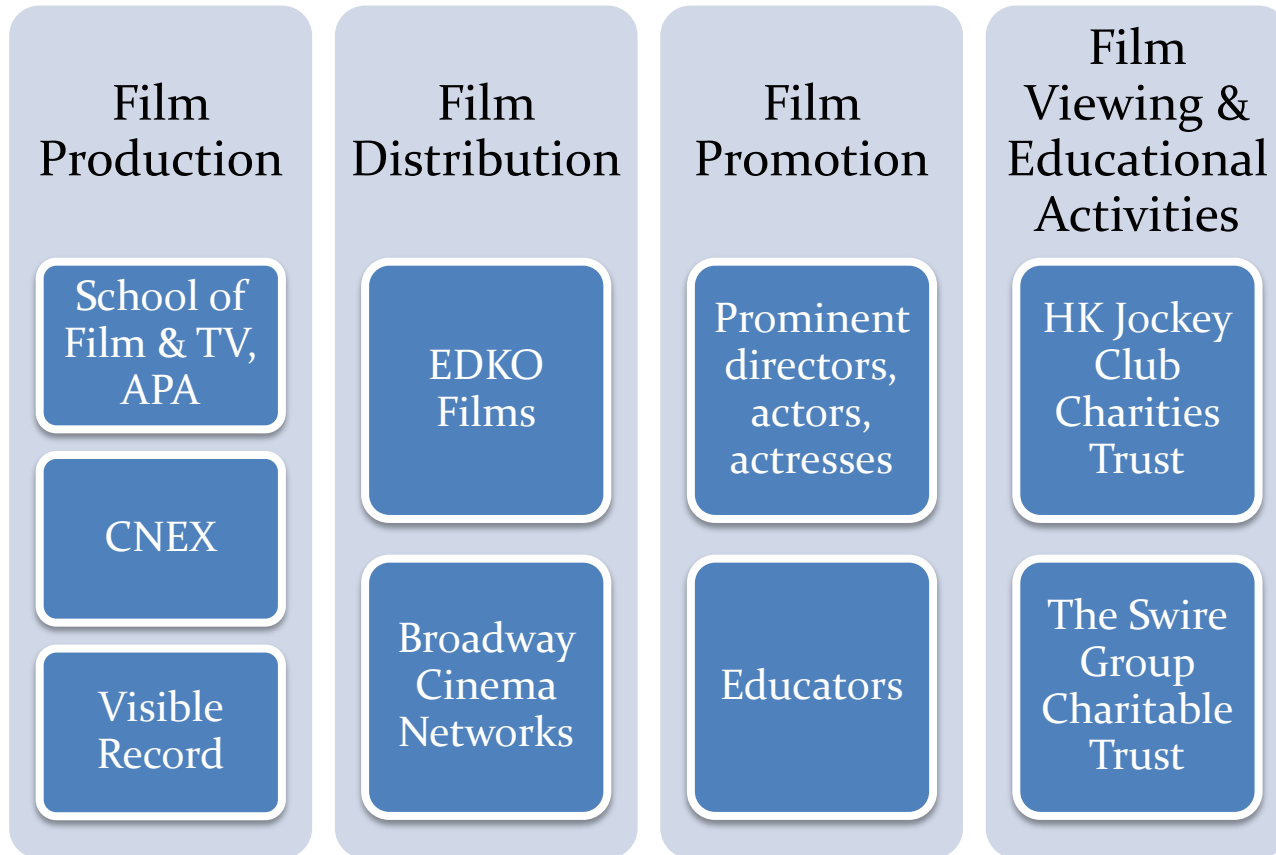 Film
Production
School of
Film & TV,
APA
CNEX
Visible
Record
Film
Distribution
EDKO
Films
Broadway
Cinema
Networks
Film
Promotion
Prominent
directors,
actors,
actresses
Educators
Film
Viewing &
Educational
Activities
HK Jockey
Club
Charities
Trust
The Swire
Group
Charitable
Trust